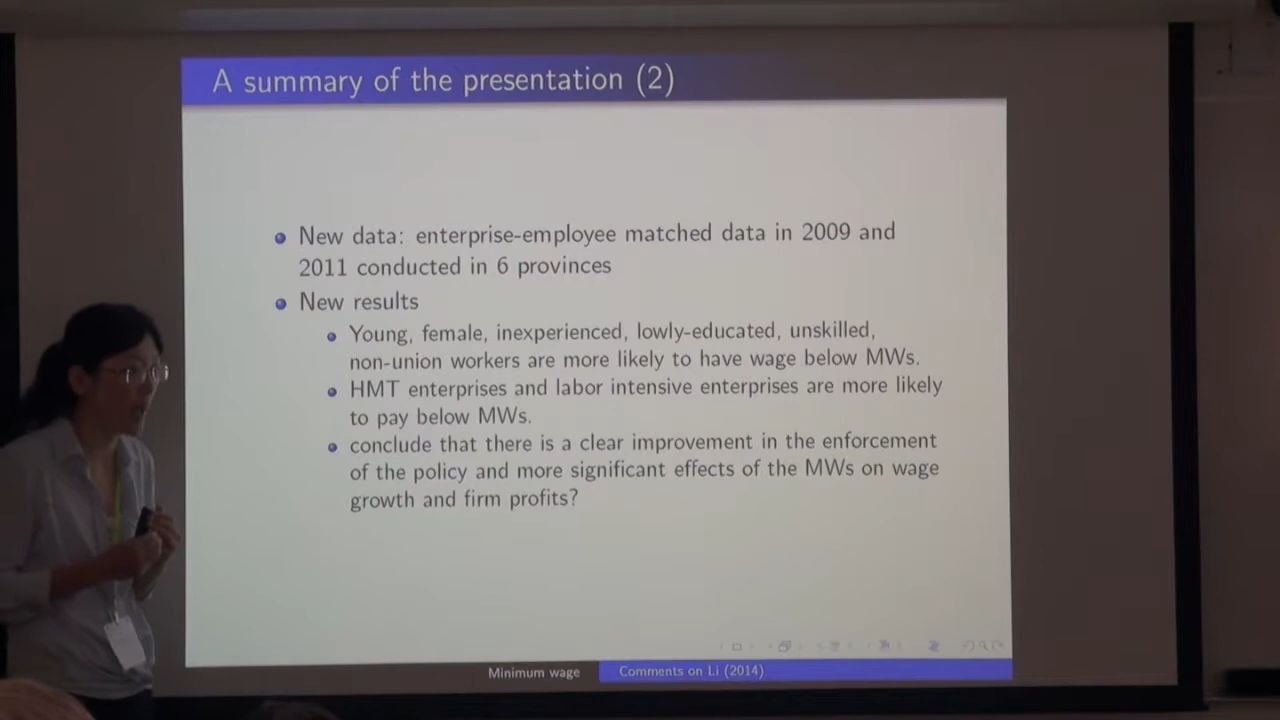 A summary of the presentation (2)
New data: enterprise-employee matched data in 2009 and
2011 conducted in 6 provinces
New results
Young, female, inexperienced, lowly-educated, unskilled,
non-union workers are more likely to have wage below MWs.
HMT enterprises and labor intensive enterprises are more likely
to pay below MWs.
conclude that there is a clear improvement in the enforcement
of the policy and more significant effects of the MWs on wage
growth and firm profits?
Minimum wage
Comments on Li (2014)